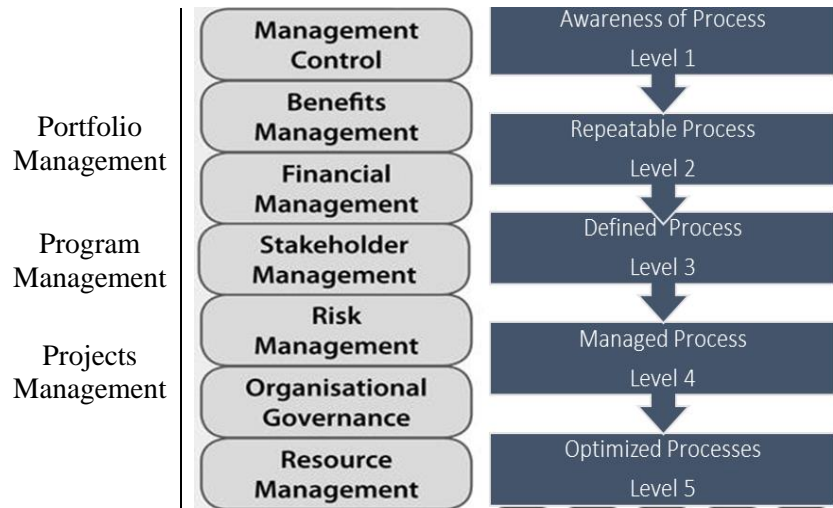 Portfolio
Management
Program
Management
Projects
Management
Management
Control
Benefits
Management
Financial
Management
Stakeholder
Management
Risk
Management
Organisational
Governance
Resource
Management
Awareness of Process
Level 1
Repeatable Process
Level 2
Defined Process
Level 3
Managed Process
Level 4
Optimized Processes
Level 5